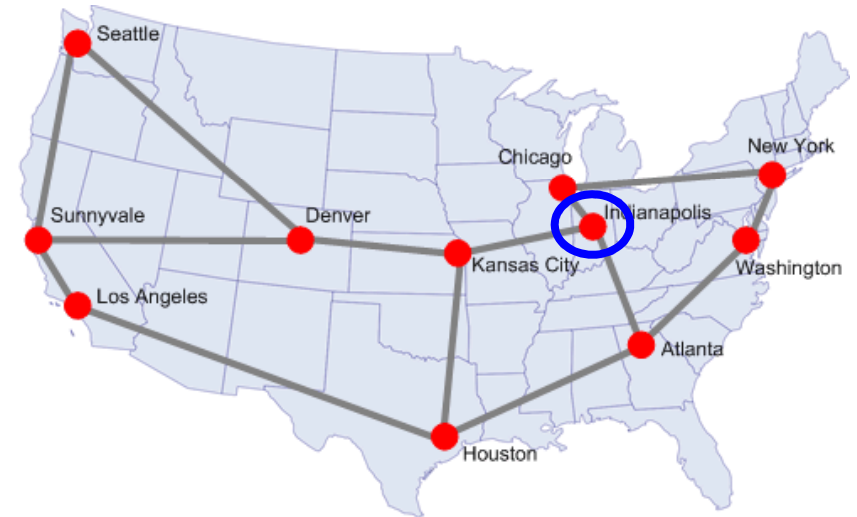 Seattle
New York
Chicago
Indianapolis
Sunnyvale
Denver
Kansas City
Washington
Los Angeles
Atlanta
Houston